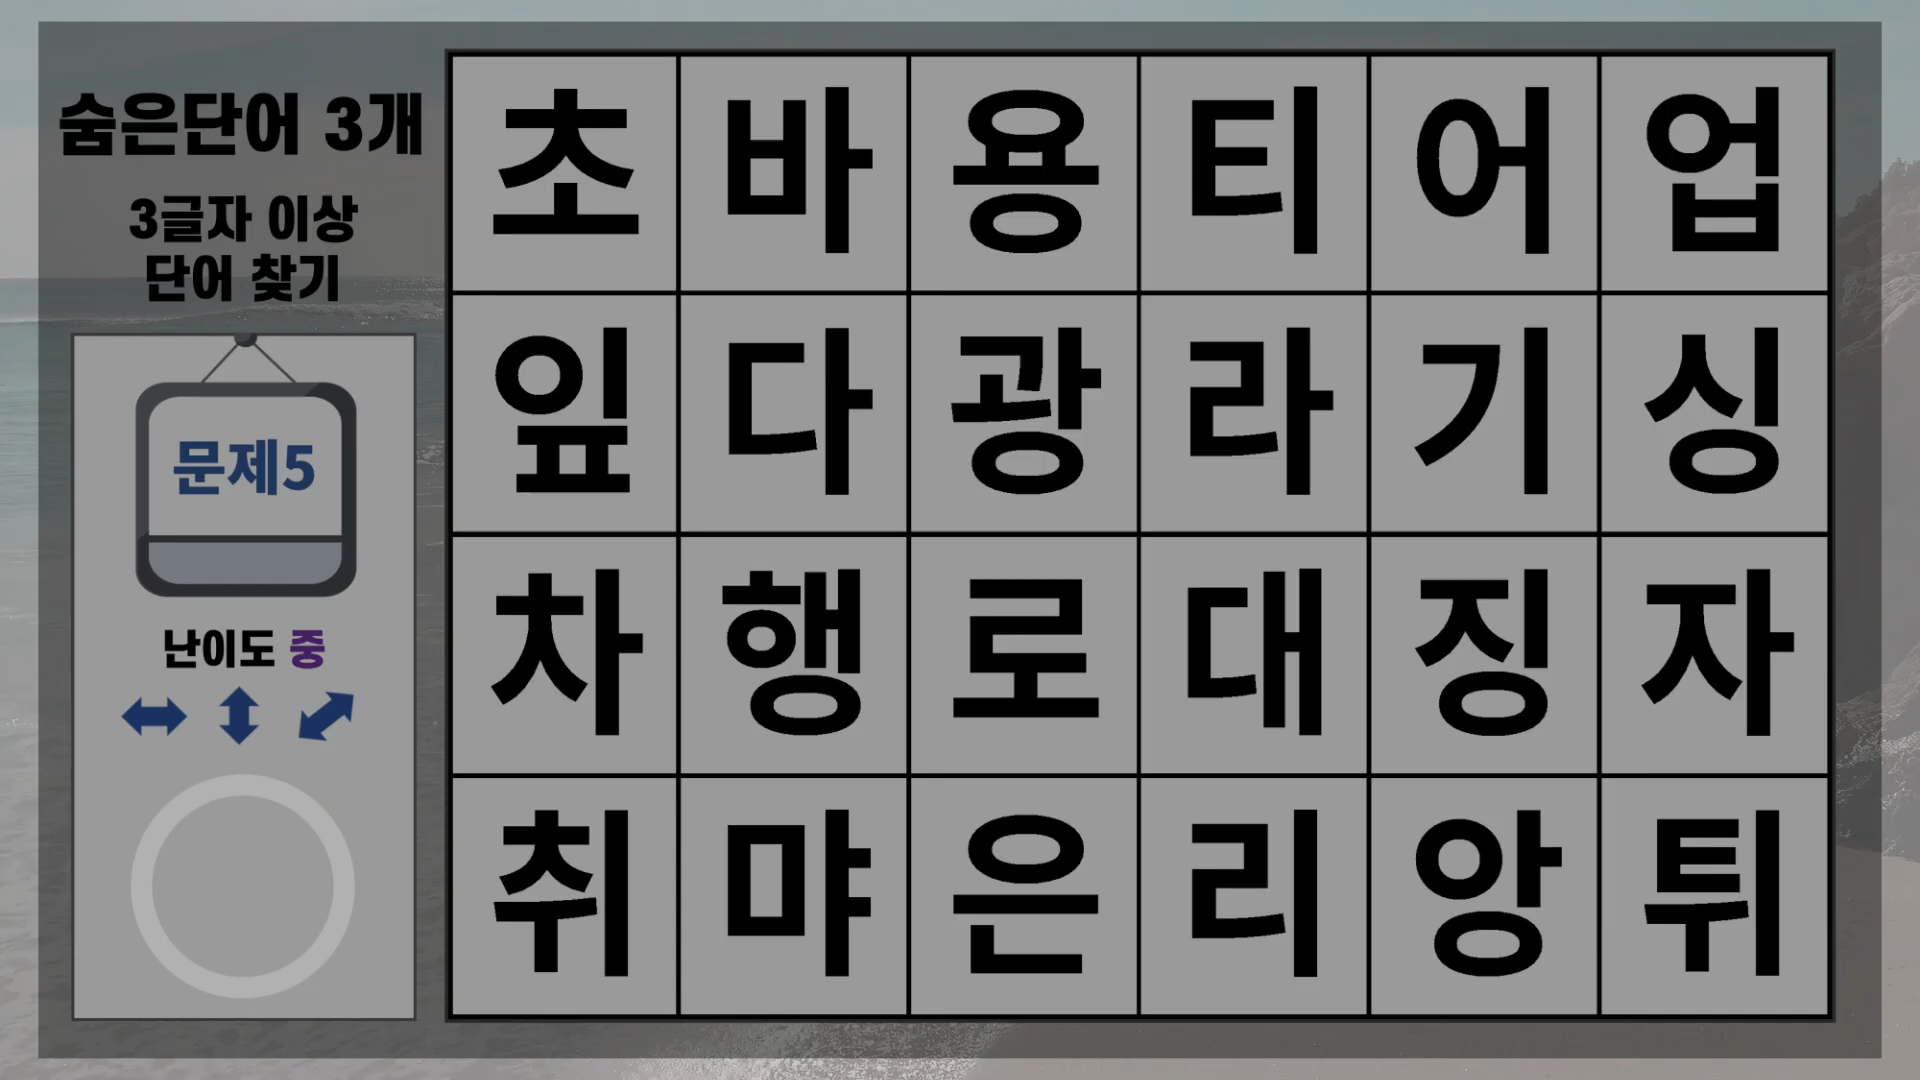 숨은단어 3개
3글자 이상
단어 찾기
문제5
난이도 중
초 바 용 티 어 업
잎 다 광 라 기 싱
차 행 로 대 징 자
취 먀 은 리 앙 튀